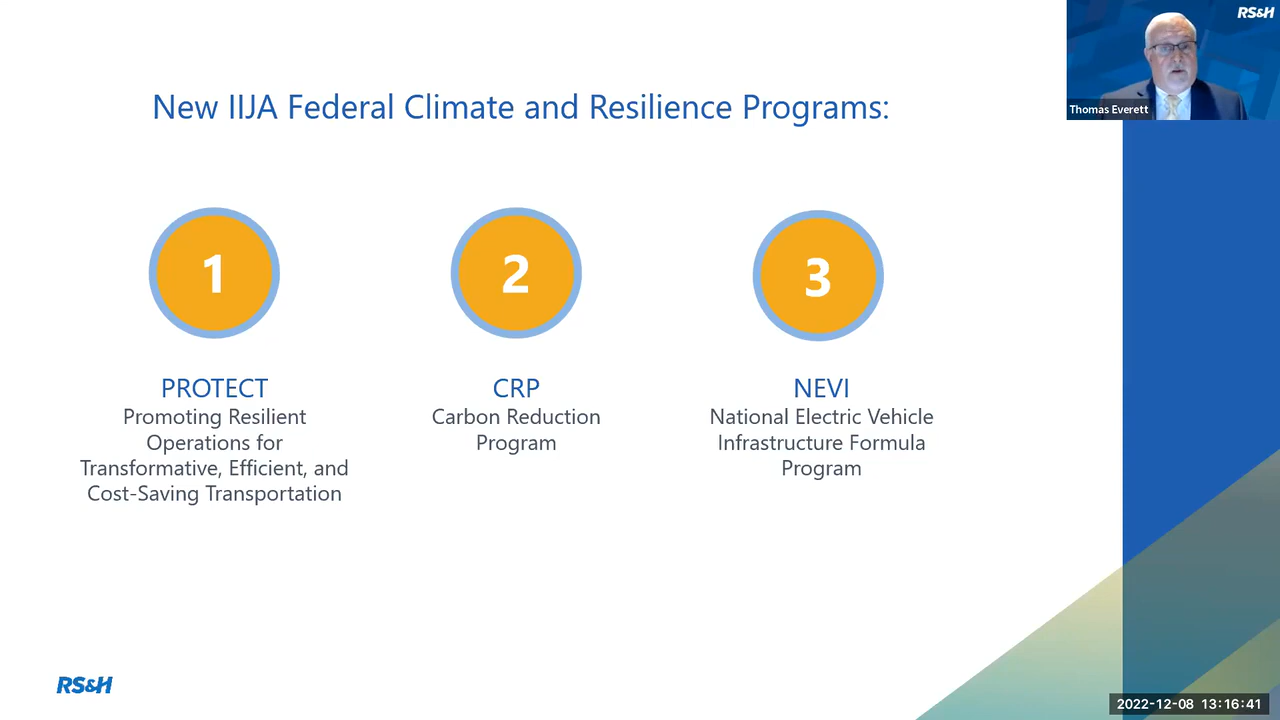 RS&H
Thomas Everett
New IIJA Federal Climate and Resilience Programs:
1
2
3
PROTECT
Promoting Resilient
Operations for
Transformative, Efficient, and
Cost-Saving Transportation
CRP
Carbon Reduction
Program
NEVI
National Electric Vehicle
Infrastructure Formula
Program
RS&H
2022-12-08 13:16:41